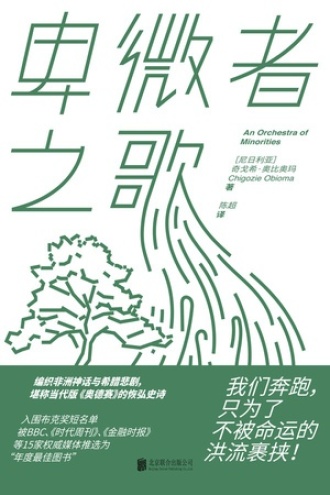 卑微者
之歌
An Orchestra of
Minorities
［尼日利亚］
奇戈希·奥比奥玛
Chigozie Obioma
著
陈超
译
编织非洲神话与希腊悲剧，
堪称当代版《奥德赛》的恢弘史诗
入围布克奖短名单
被BBC、《时代周刊》、《金融时报》
等15家权威媒体推选为
“年度最佳图书”
我们奔跑，
只为了
不被命运的
洪流裹挟！
北京联合出版公司